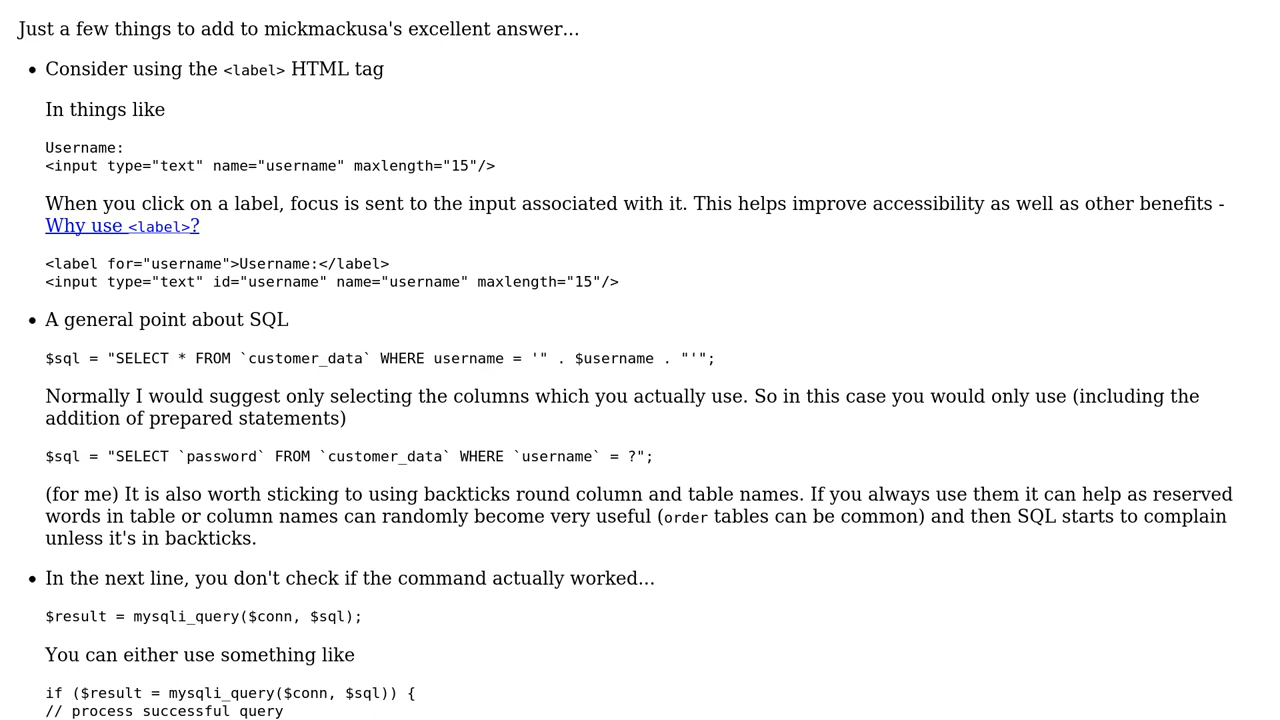 Just a few things to add to mickmackusa's excellent answer...
Consider using the <label> HTML tag
In things like
Username:
<input type="text" name="username" maxlength="15"/>
When you click on a label, focus is sent to the input associated with it. This helps improve accessibility as well as other benefits -
Why use <label>?
<label for="username">Username:</label>
<input type="text" id="username" name="username" maxlength="15"/>
A general point about SQL
$sql = "SELECT * FROM `customer_data` WHERE username = '" . $username . "'";
Normally I would suggest only selecting the columns which you actually use. So in this case you would only use (including the
addition of prepared statements)
$sql = "SELECT `password` FROM `customer_data` WHERE `username` = ?";
(for me) It is also worth sticking to using backticks round column and table names. If you always use them it can help as reserved
words in table or column names can randomly become very useful (order tables can be common) and then SQL starts to complain
unless it's in backticks.
In the next line, you don't check if the command actually worked...
$result = mysqli_query($conn, $sql);
You can either use something like
if ($result = mysqli_query($conn, $sql)) {
// process successful query